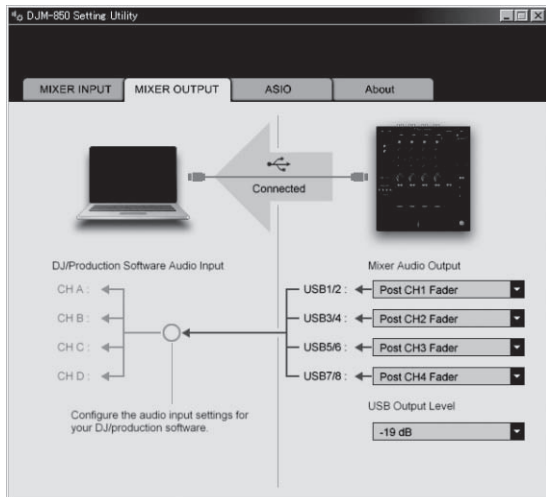 DJM-850 Setting Utility
MIXER INPUT
MIXER OUTPUT
ASIO
About
Connected
DJ/Production Software Audio Input
CH A :
CH B :
CH C :
CH D :
Configure the audio input settings for
your DJ/production software.
Mixer Audio Output
USB1/2 : Post CH1 Fader
USB3/4 : Post CH2 Fader
USB5/6 : Post CH3 Fader
USB7/8 : Post CH4 Fader
USB Output Level
-19 dB